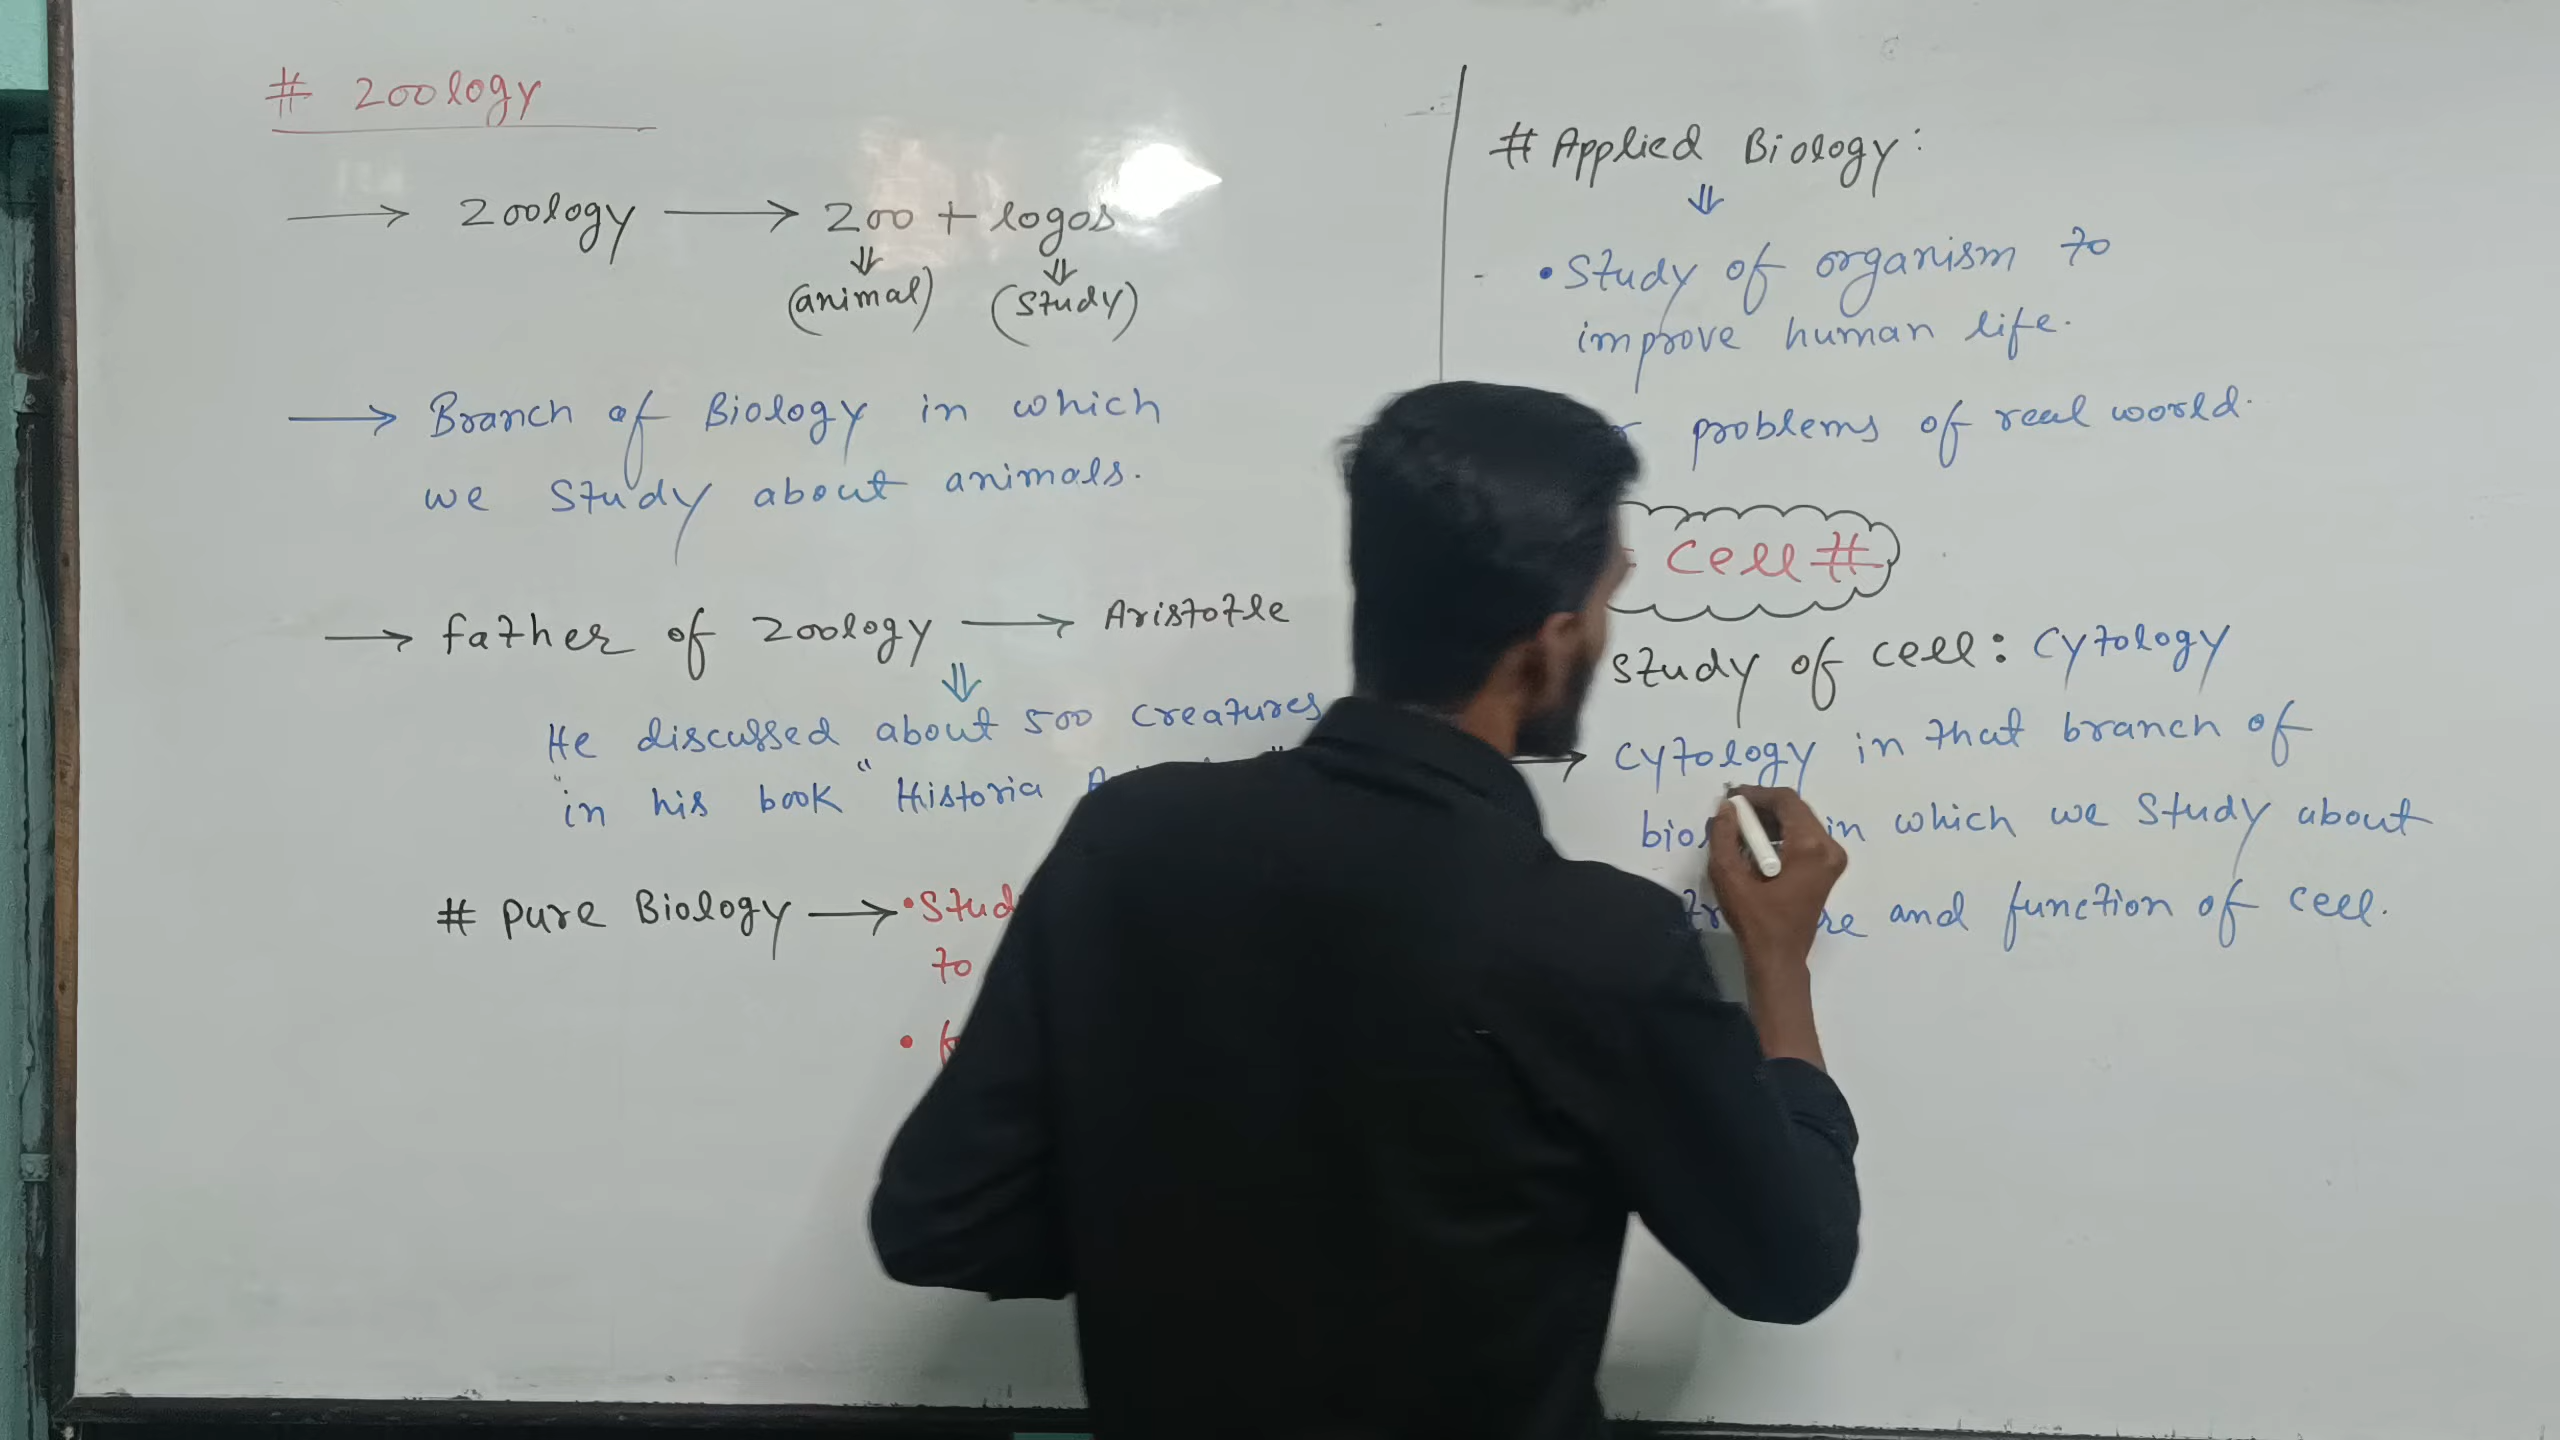 # Zoology
→ Zoology → Zoo + logos
(animal) (study)
→ Branch of Biology in which
we study about animals.
→ father of Zoology → Aristotle
He discussed about 500 creatures
in his book "Historia
# Pure Biology → •
to
•
# Applied Biology:
• Study of organism to
improve human life.
problems of real world.
Cell #
study of cell: Cytology
→ Cytology in that branch of
in which we study about
and function of cell.